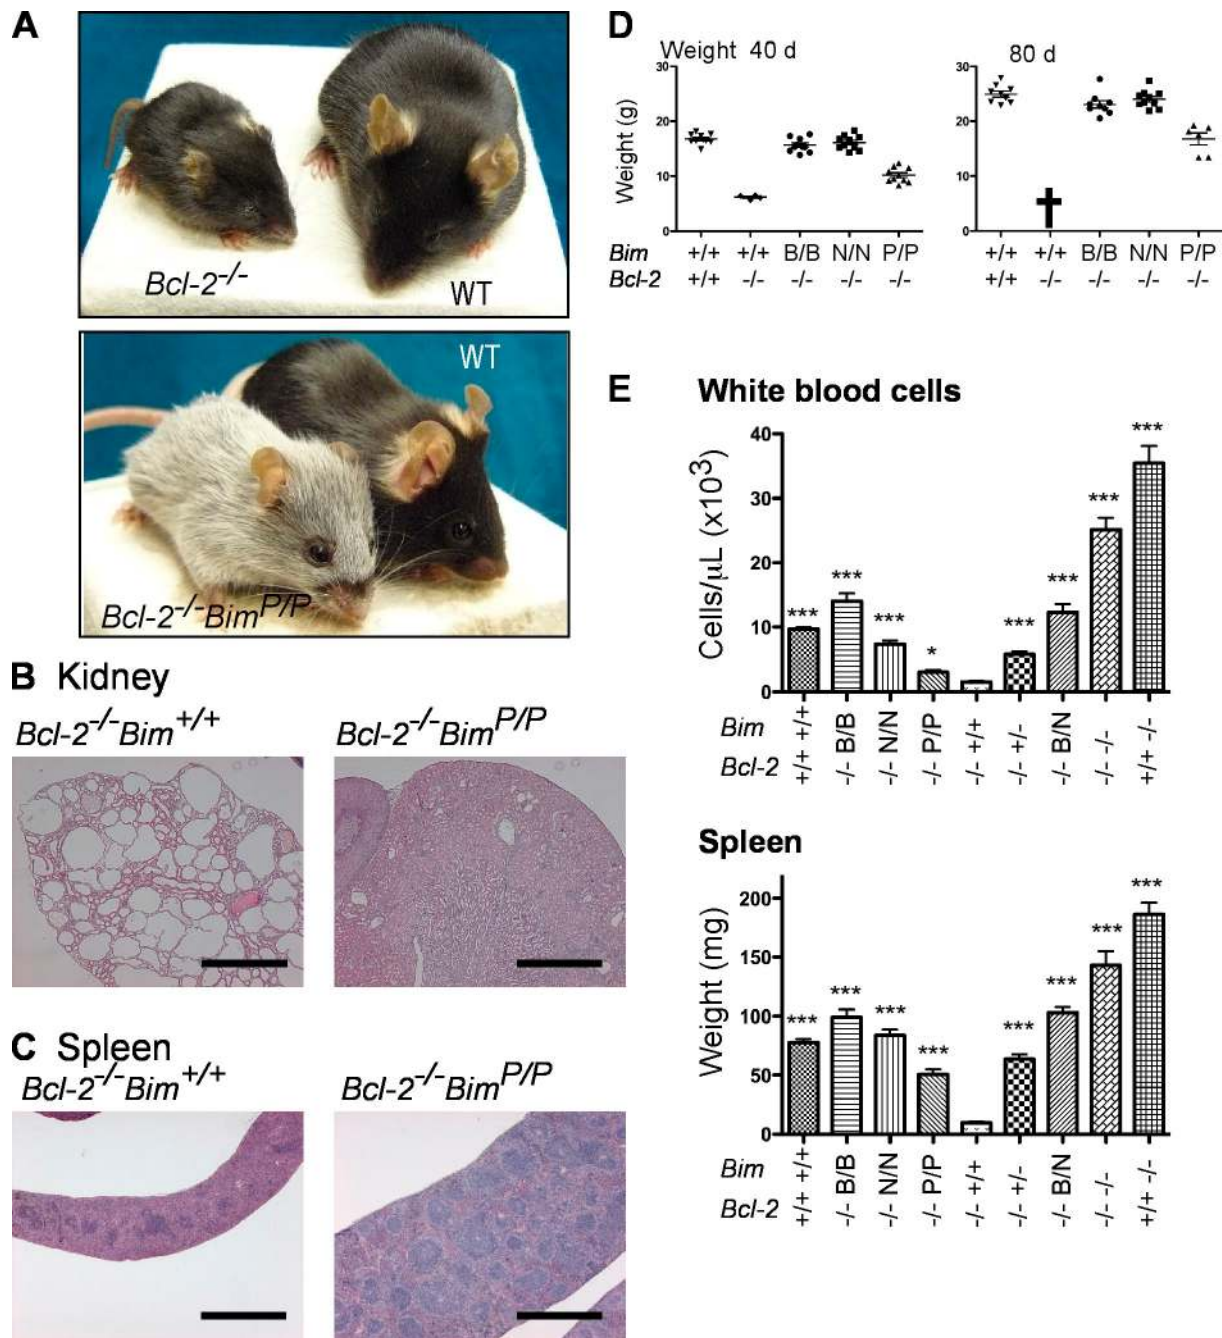 A
Bcl-2-/-
WT
WT
Bcl-2-/-BimP/P
B Kidney
Bcl-2-/-Bim+/+
Bcl-2-/-BimP/P
C Spleen
Bcl-2-/-Bim+/+
Bcl-2-/-BimP/P
D
Weight 40 d
80 d
30
20
10
0
Weight (g)
30
20
10
0
Bim +/+ +/+ B/B N/N P/P
Bcl-2 +/+ -/- -/- -/- -/-
+/+ +/+ B/B N/N P/P
+/+ -/- -/- -/- -/-
E White blood cells
Cells/μL (x103)
40
30
20
10
0
*** *** *** * *** *** *** ***
Bim +/+ B/B N/N P/P +/+ +/- B/N -/- -/-
Bcl-2 +/+ -/- -/- -/- -/- -/- -/- -/- +/+
Spleen
Weight (mg)
200
150
100
50
0
*** *** *** *** *** *** *** ***
Bim +/+ B/B N/N P/P +/+ +/- B/N -/- -/-
Bcl-2 +/+ -/- -/- -/- -/- -/- -/- -/- +/+